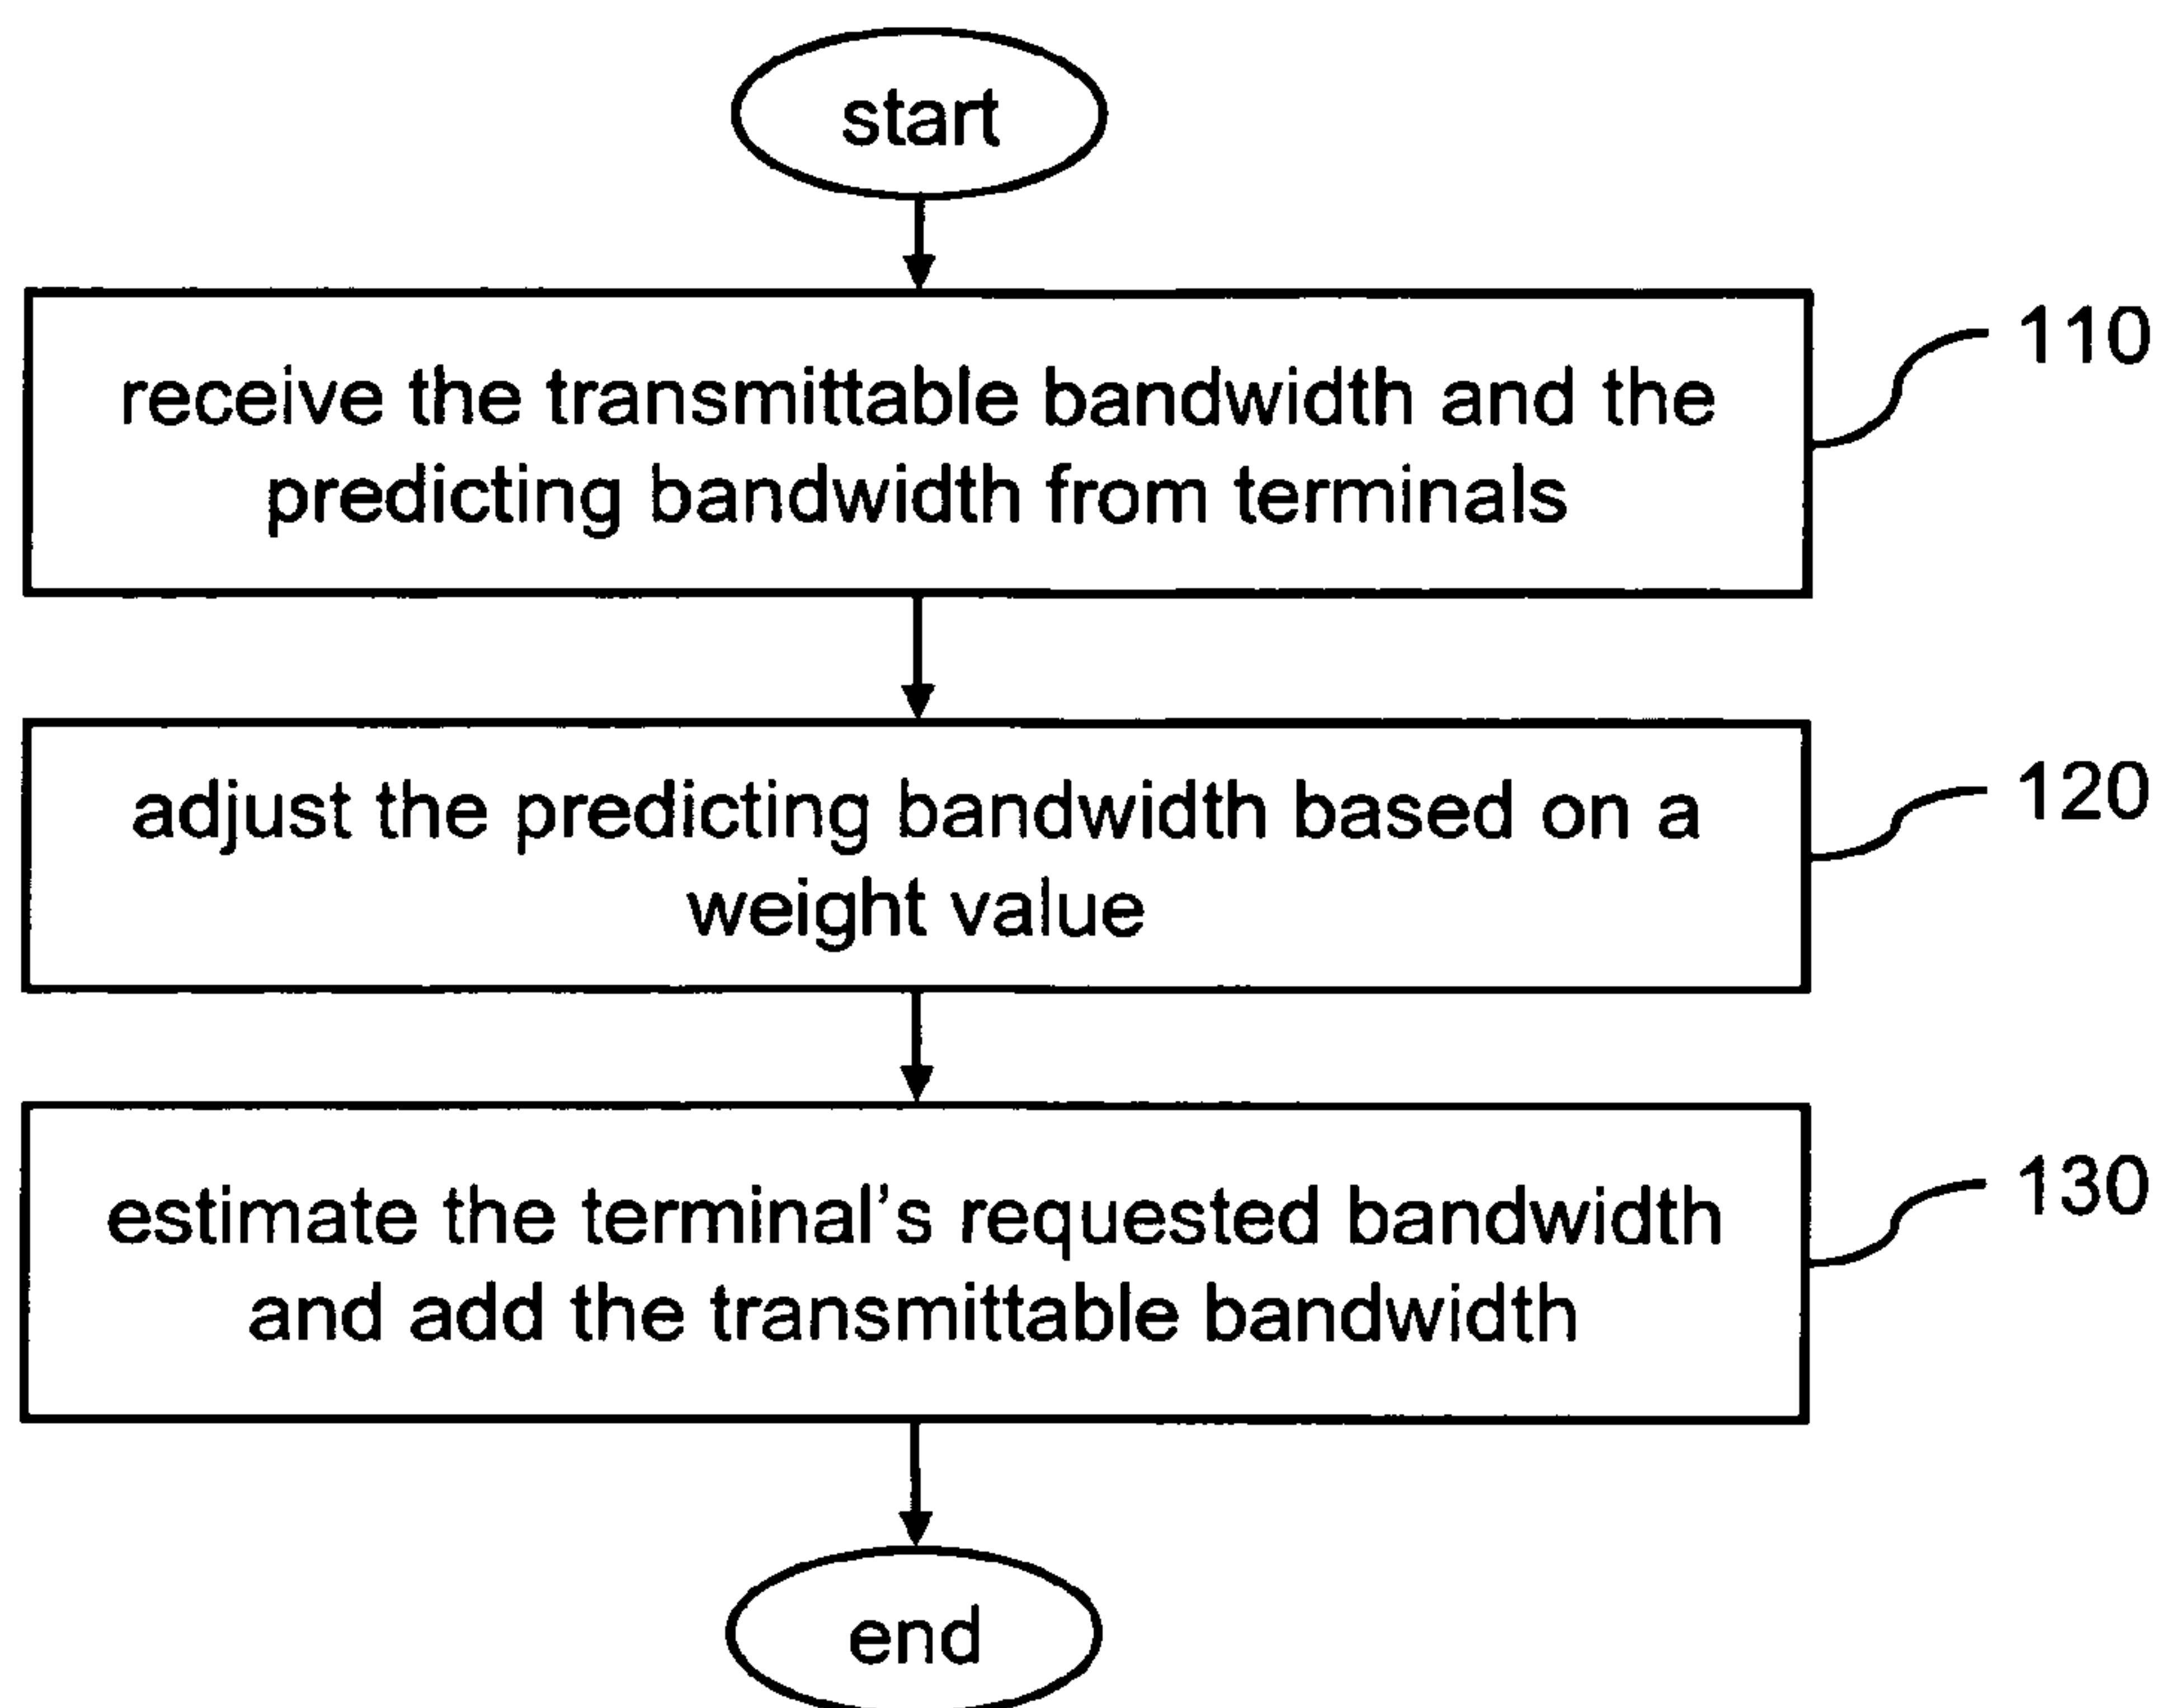 start
receive the transmittable bandwidth and the
predicting bandwidth from terminals
110
adjust the predicting bandwidth based on a
weight value
120
estimate the terminal's requested bandwidth
and add the transmittable bandwidth
130
end